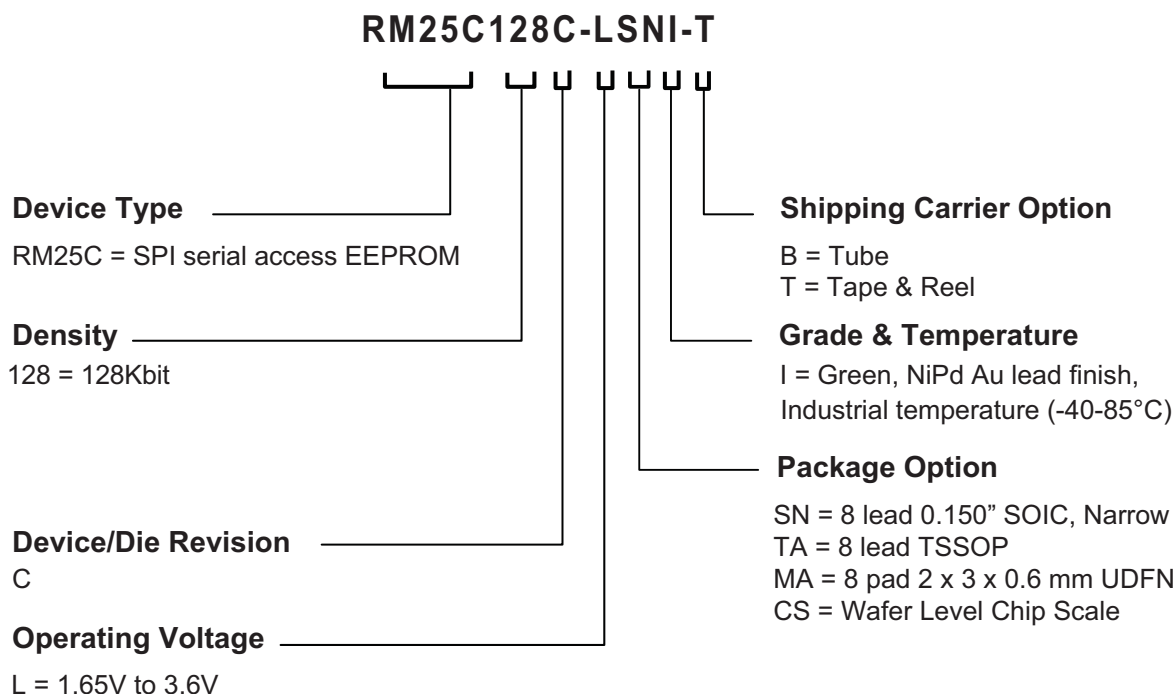 RM25C128C-LSNI-T
Device Type
RM25C = SPI serial access EEPROM
Density
128 = 128Kbit
Device/Die Revision
C
Operating Voltage
L = 1.65V to 3.6V
Shipping Carrier Option
B = Tube
T = Tape & Reel
Grade & Temperature
I = Green, NiPd Au lead finish,
Industrial temperature (-40-85°C)
Package Option
SN = 8 lead 0.150” SOIC, Narrow
TA = 8 lead TSSOP
MA = 8 pad 2 x 3 x 0.6 mm UDFN
CS = Wafer Level Chip Scale